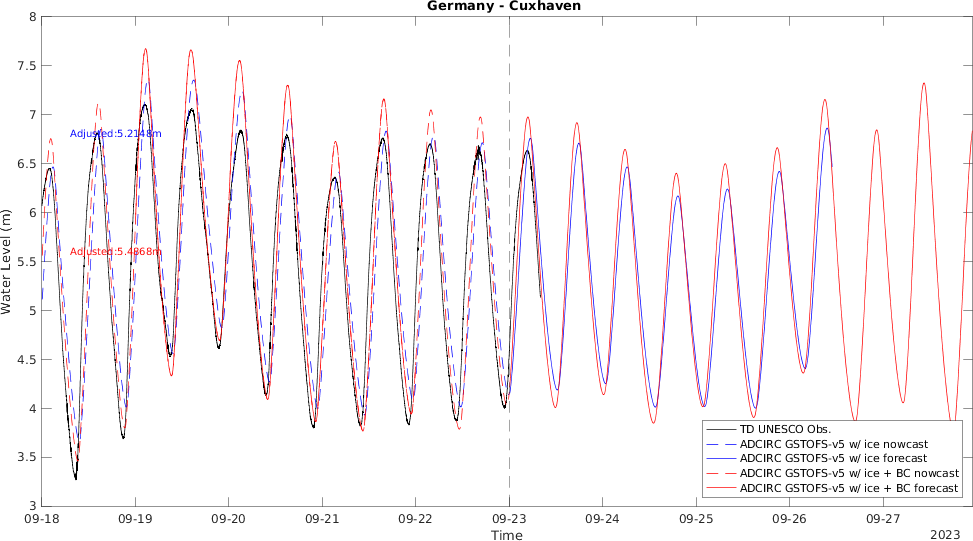 Germany - Cuxhaven
8
7.5
7
6.5
6
5.5
5
4.5
4
3.5
3
Water Level (m)
Adjusted:5.2148m
Adjusted:5.4868m
TD UNESCO Obs.
ADCIRC GSTOFS-v5 w/ ice nowcast
ADCIRC GSTOFS-v5 w/ ice forecast
ADCIRC GSTOFS-v5 w/ ice + BC nowcast
ADCIRC GSTOFS-v5 w/ ice + BC forecast
09-18 09-19 09-20 09-21 09-22 09-23 09-24 09-25 09-26 09-27
Time
2023